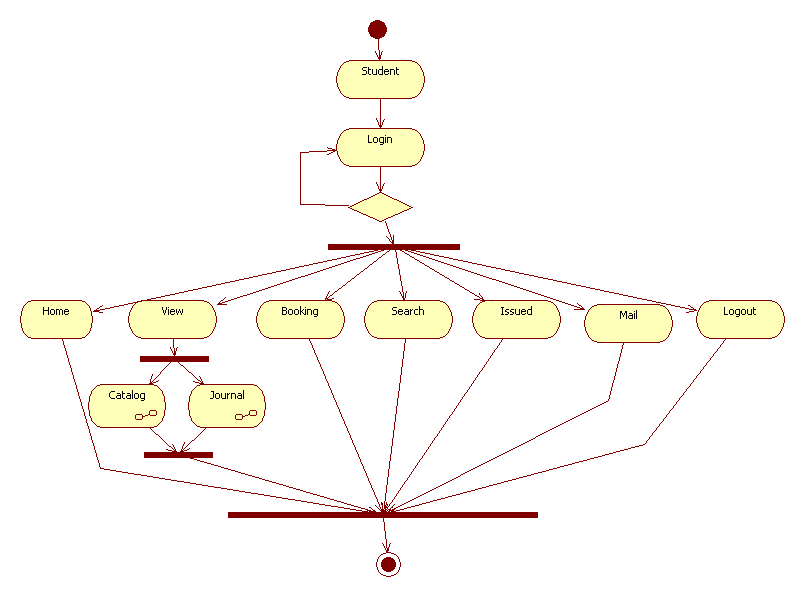 Student
Login
Home
View
Booking
Search
Issued
Mail
Logout
Catalog
Journal